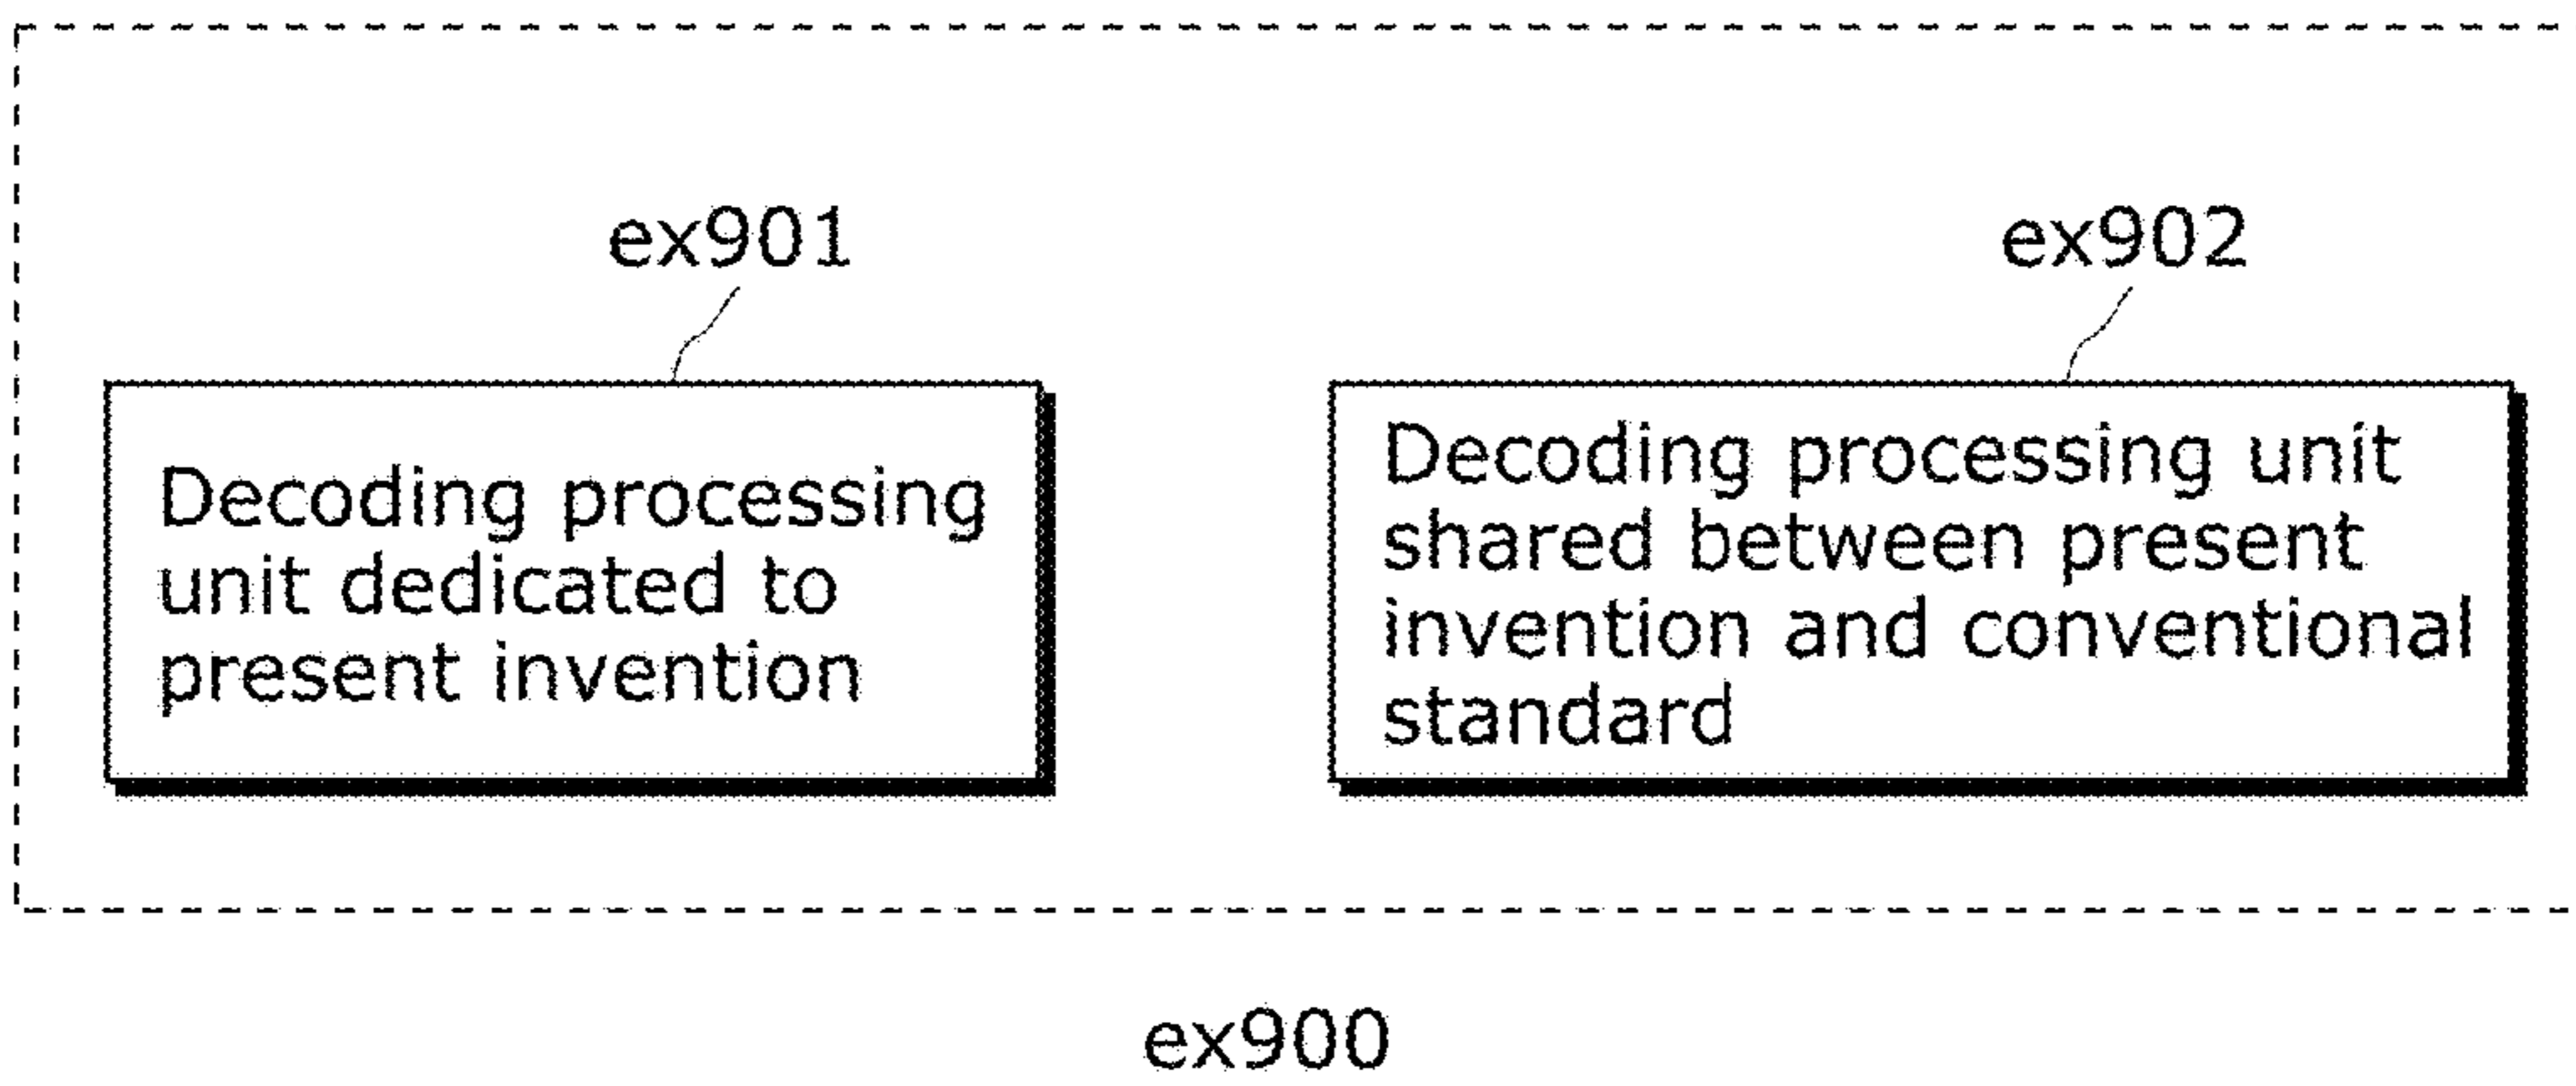 ex901
ex902
Decoding processing
unit dedicated to
present invention
Decoding processing unit
shared between present
invention and conventional
standard
ex900